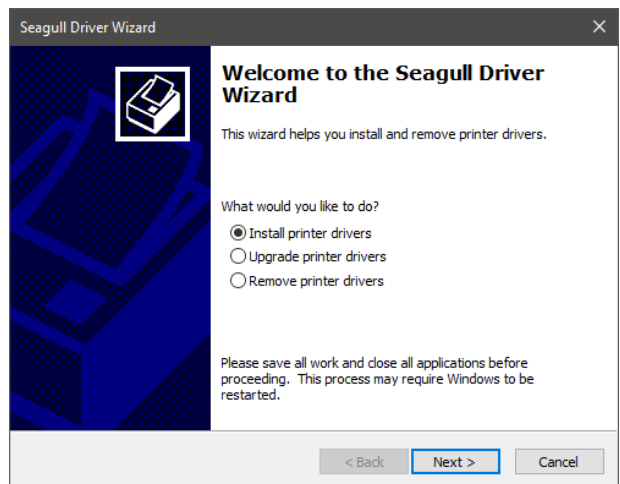 Seagull Driver Wizard
Welcome to the Seagull Driver
Wizard
This wizard helps you install and remove printer drivers.
What would you like to do?
Install printer drivers
Upgrade printer drivers
Remove printer drivers
Please save all work and close all applications before
proceeding. This process may require Windows to be
restarted.
< Back Next > Cancel